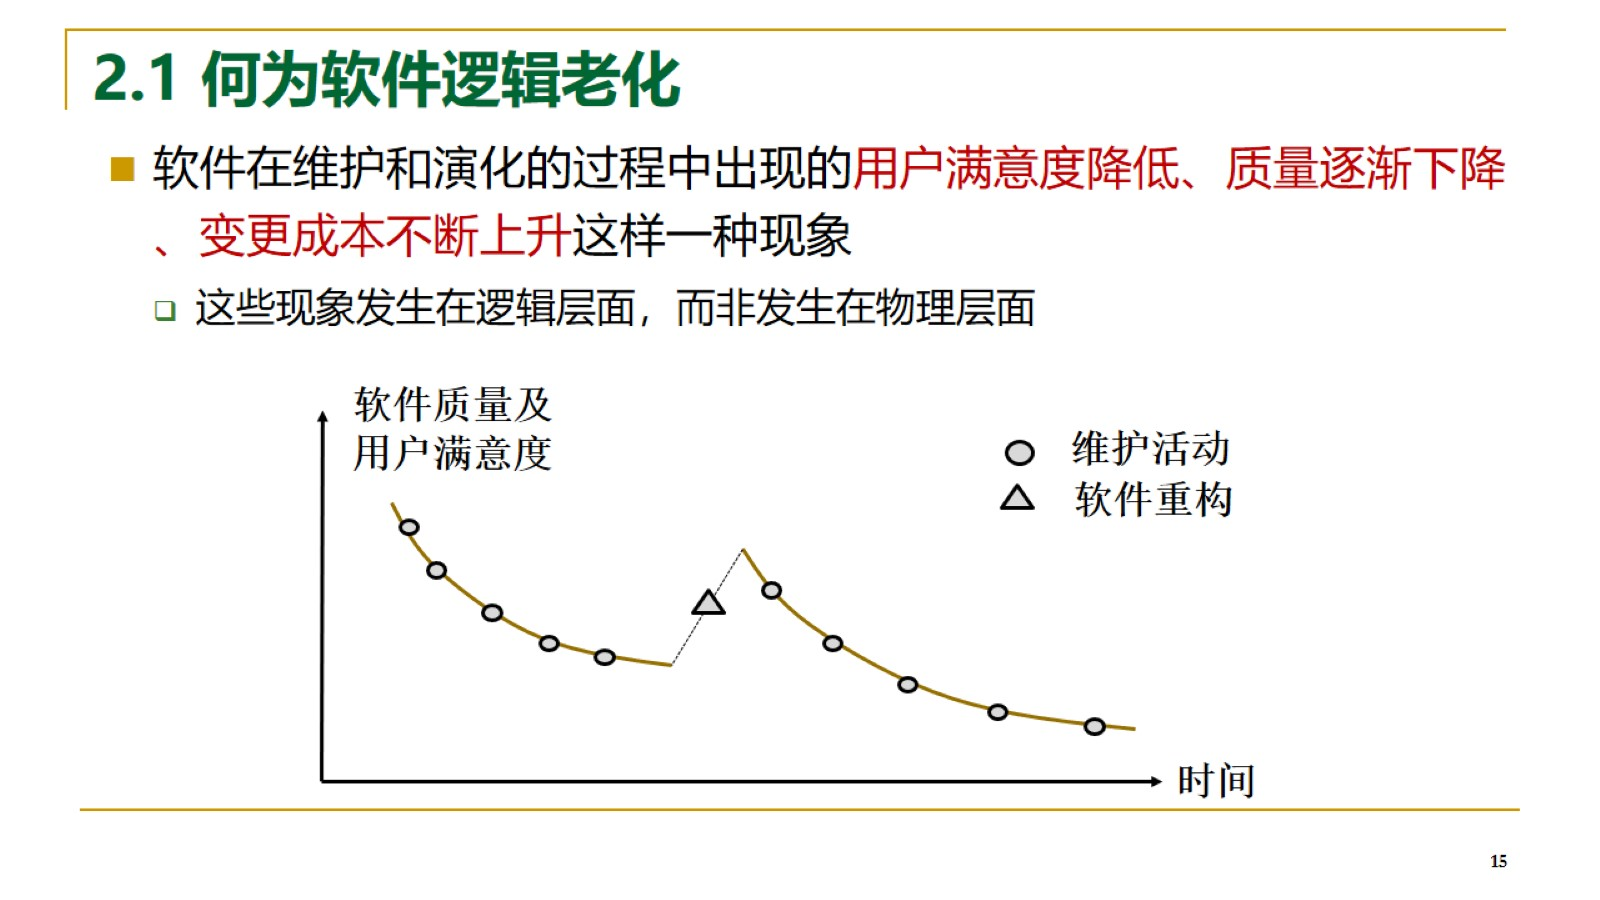 2.1 何为软件逻辑老化
软件在维护和演化的过程中出现的用户满意度降低、质量逐渐下降
、变更成本不断上升这样一种现象
这些现象发生在逻辑层面，而非发生在物理层面
软件质量及
用户满意度
维护活动
软件重构
时间
15